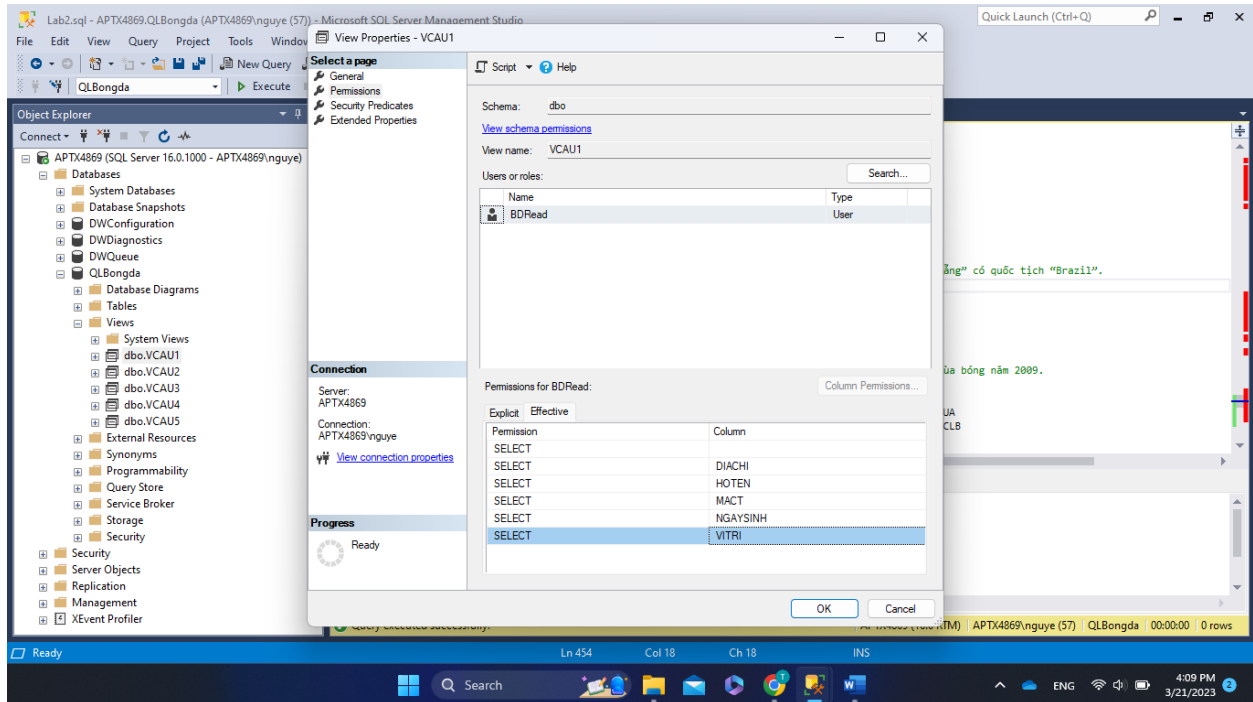 Lab2.sql - APTX4869.QLBongda (APTX4869\nguye (57)) - Microsoft SQL Server Management Studio
Quick Launch (Ctrl+Q)
File Edit View Query Project Tools Window
New Query
QLBongda
Execute
Object Explorer
Connect
APTX4869 (SQL Server 16.0.1000 - APTX4869\nguye)
Databases
System Databases
Database Snapshots
DWConfiguration
DWDiagnostics
DWQueue
QLBongda
Database Diagrams
Tables
Views
System Views
dbo.VCAU1
dbo.VCAU2
dbo.VCAU3
dbo.VCAU4
dbo.VCAU5
External Resources
Synonyms
Programmability
Query Store
Service Broker
Storage
Security
Security
Server Objects
Replication
Management
XEvent Profiler
View Properties - VCAU1
Select a page
General
Permissions
Security Predicates
Extended Properties
Connection
Server:
APTX4869
Connection:
APTX4869\nguye
View connection properties
Progress
Ready
Script Help
Schema: dbo
View schema permissions
View name: VCAU1
Users or roles:
Search...
Name Type
BDRead User
Permissions for BDRead:
Column Permissions...
Explicit Effective
Permission Column
SELECT
SELECT DIACHI
SELECT HOTEN
SELECT MACT
SELECT NGAYSINH
SELECT VITRI
OK Cancel
ẵng” có quốc tịch “Brazil”.
ùa bóng năm 2009.
UA
CLB
Query executed successfully.
APTX4869 (16.0 RTM) APTX4869\nguye (57) QLBongda 00:00:00 0 rows
Ready Ln 454 Col 18 Ch 18 INS
Search
ENG
4:09 PM
3/21/2023
2